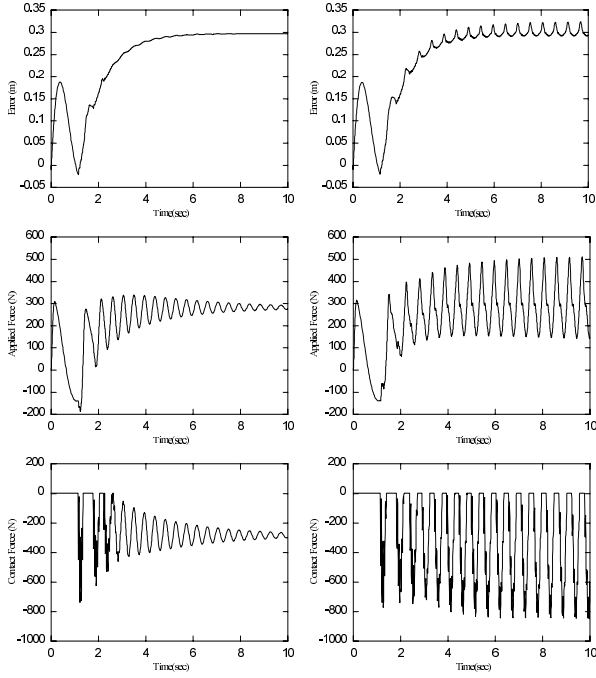 0.35
0.3
0.25
0.2
0.15
0.1
0.05
0
-0.05
Error (m)
0 2 4 6 8 10
Time(sec)
0.35
0.3
0.25
0.2
0.15
0.1
0.05
0
-0.05
Error (m)
0 2 4 6 8 10
Time(sec)
600
500
400
300
200
100
0
-100
-200
Applied Force (N)
0 2 4 6 8 10
Time(sec)
600
500
400
300
200
100
0
-100
-200
Applied Force (N)
0 2 4 6 8 10
Time(sec)
200
0
-200
-400
-600
-800
-1000
Contact Force (N)
0 2 4 6 8 10
Time(sec)
200
0
-200
-400
-600
-800
-1000
Contact Force (N)
0 2 4 6 8 10
Time(sec)